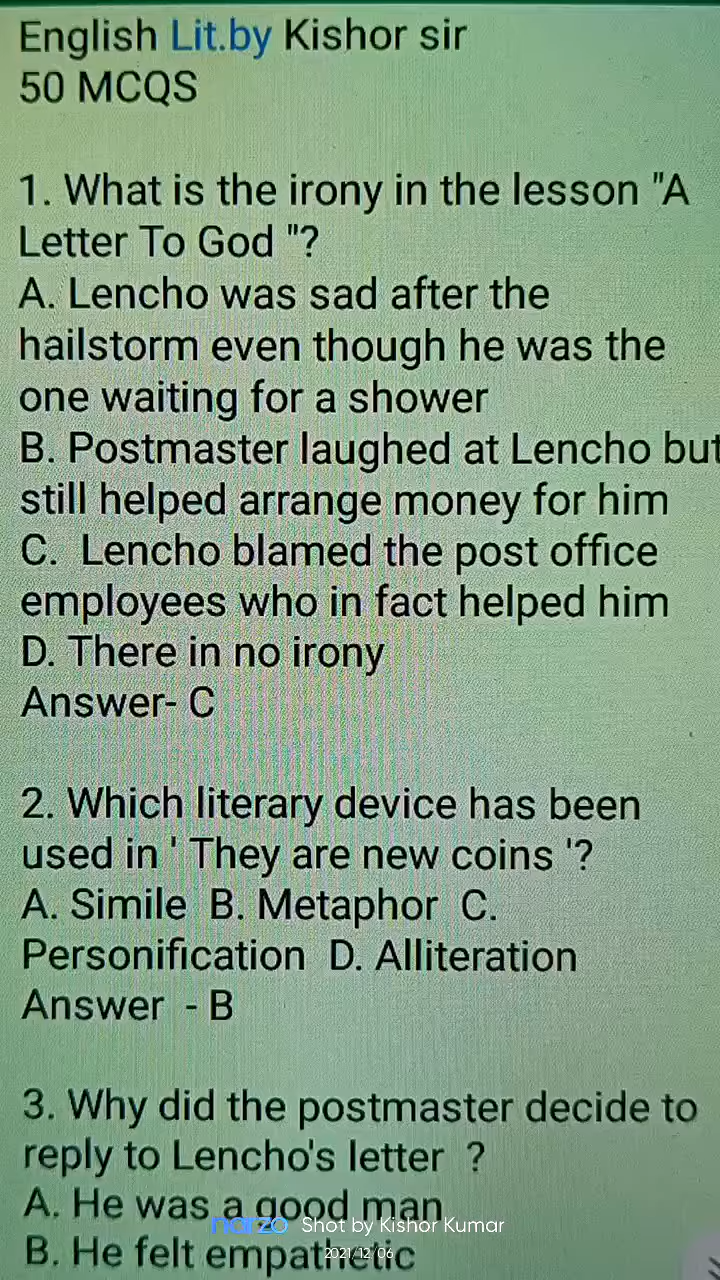 English Lit.by Kishor sir
50 MCQS
1. What is the irony in the lesson "A
Letter To God "?
A. Lencho was sad after the
hailstorm even though he was the
one waiting for a shower
B. Postmaster laughed at Lencho but
still helped arrange money for him
C.  Lencho blamed the post office
employees who in fact helped him
D. There in no irony
Answer- C
2. Which literary device has been
used in ' They are new coins '?
A. Simile  B. Metaphor  C.
Personification  D. Alliteration
Answer  - B
3. Why did the postmaster decide to
reply to Lencho's letter  ?
A. He was a good man
narzo Shot by Kishor Kumar
B. He felt empathetic
2021/12/06